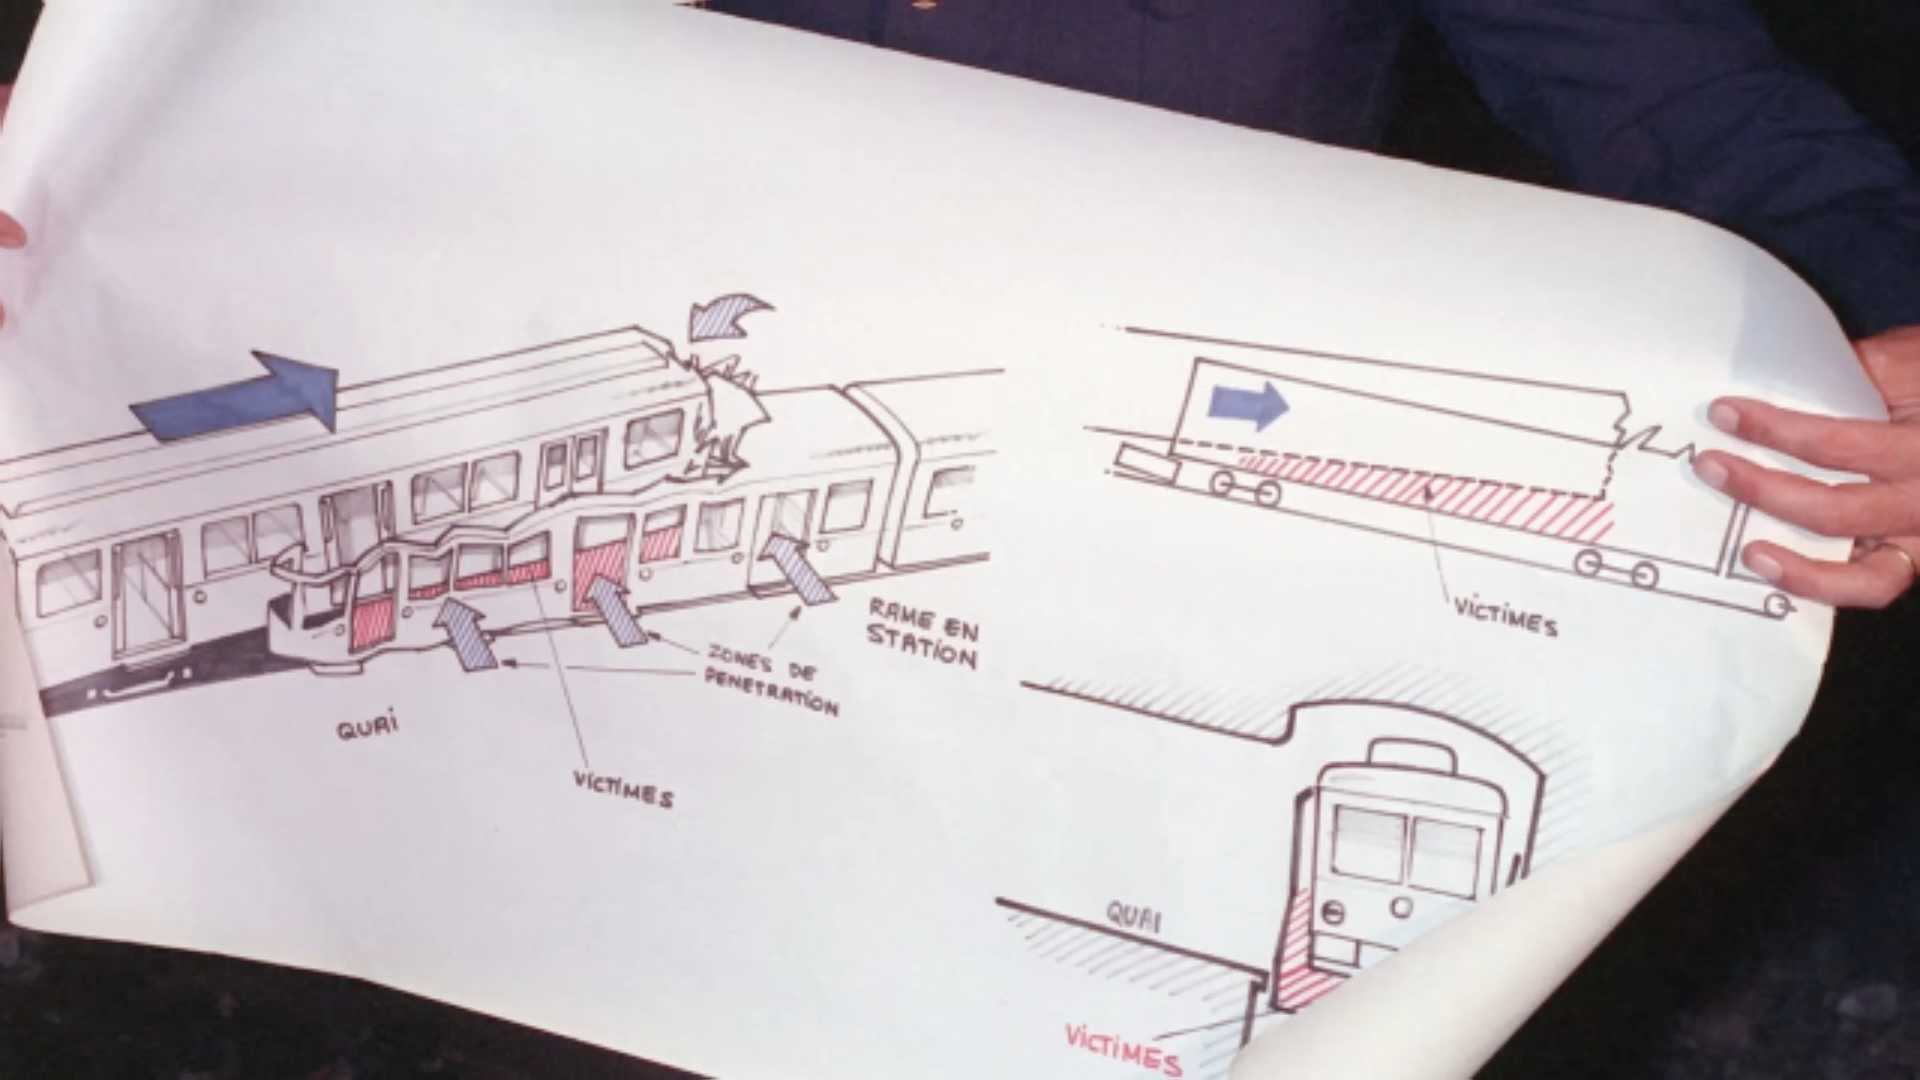 RAME EN
STATION
ZONES DE
PENETRATION
QUAI
VICTIMES
VICTIMES
QUAI
VICTIMES